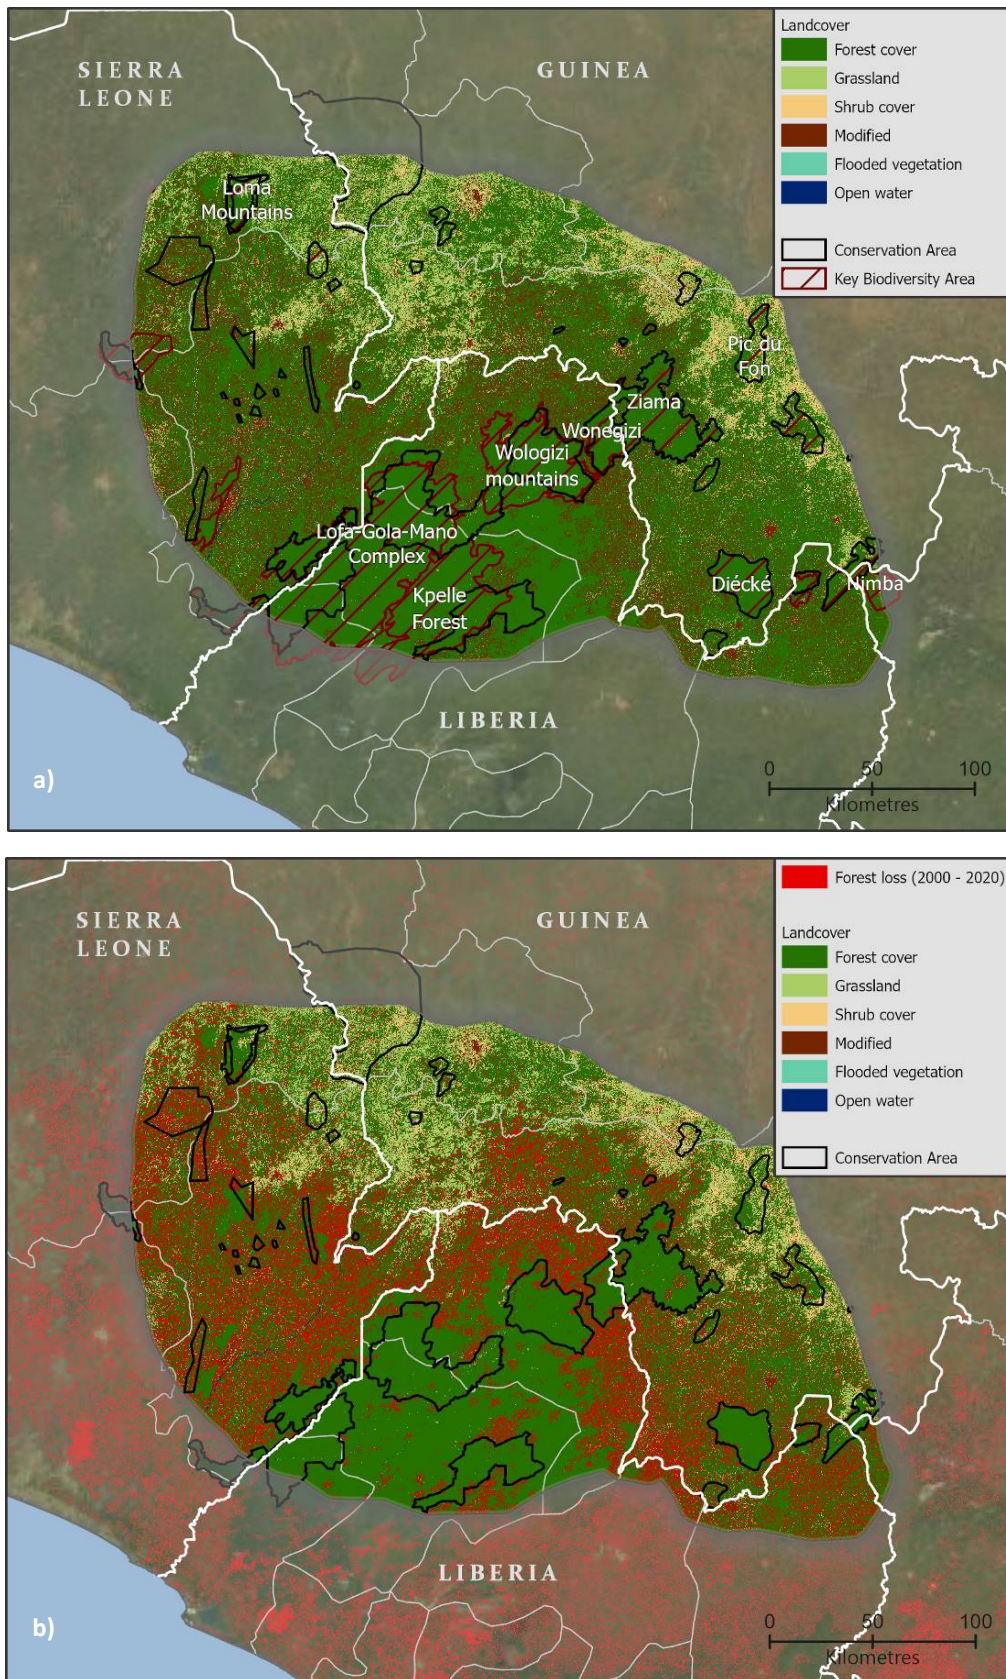 Landcover
Forest cover
Grassland
Shrub cover
Modified
Flooded vegetation
Open water
Conservation Area
Key Biodiversity Area
SIERRA
LEONE
GUINEA
Loma
Mountains
Pic du
Fon
Ziama
Wonegizi
Wologizi
mountains
Lofa-Gola-Mano
Complex
Kpelle
Forest
Diécké
Nimba
LIBERIA
a)
0 50 100
Kilometres
Forest loss (2000 - 2020)
Landcover
Forest cover
Grassland
Shrub cover
Modified
Flooded vegetation
Open water
Conservation Area
SIERRA
LEONE
GUINEA
LIBERIA
b)
0 50 100
Kilometres